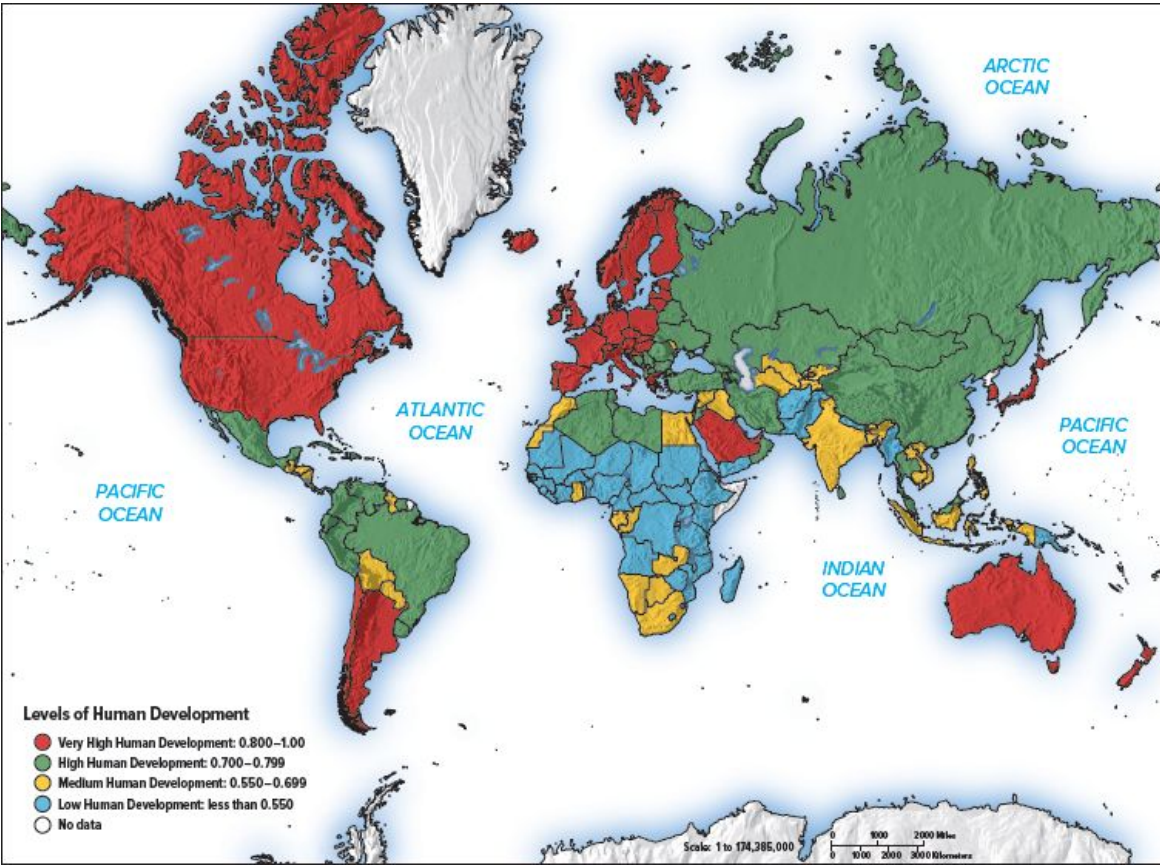 ARCTIC
OCEAN
ATLANTIC
OCEAN
PACIFIC
OCEAN
PACIFIC
OCEAN
INDIAN
OCEAN
Levels of Human Development
Very High Human Development: 0.800–1.00
High Human Development: 0.700–0.799
Medium Human Development: 0.550–0.699
Low Human Development: less than 0.550
No data
Scale: 1 to 174,385,000
0 1000 2000 Miles
0 1000 2000 3000 Kilometers